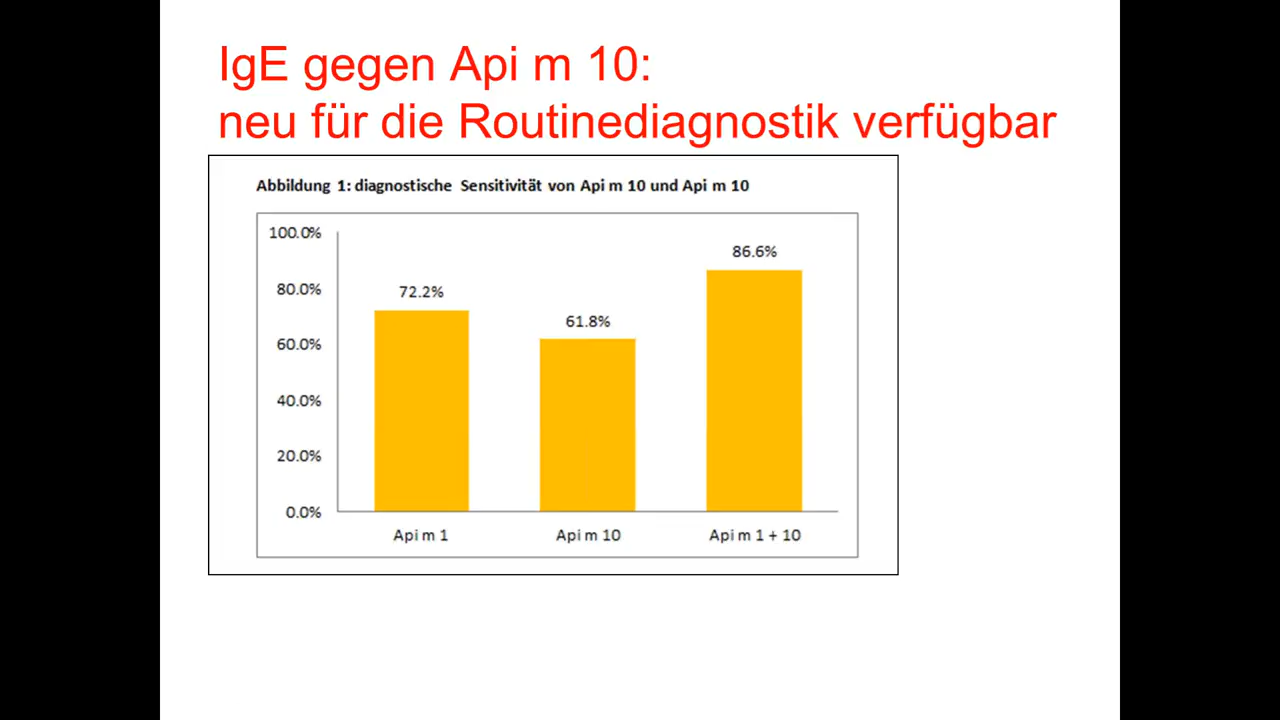 IgE gegen Api m 10:
neu für die Routinediagnostik verfügbar
Abbildung 1: diagnostische Sensitivität von Api m 10 und Api m 10
100.0%
80.0%
60.0%
40.0%
20.0%
0.0%
72.2%
61.8%
86.6%
Api m 1
Api m 10
Api m 1 + 10